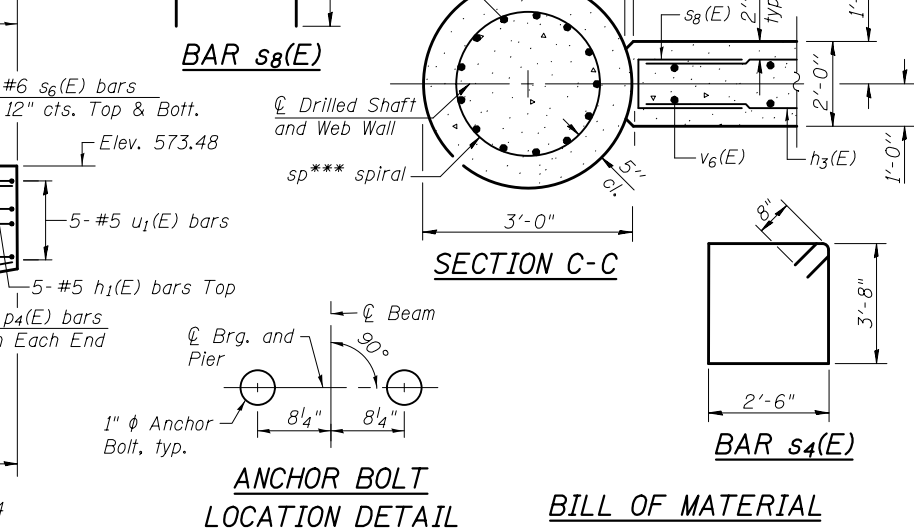 BAR s8(E)
s8(E)
2'-
typ
1'-
#6 s6(E) bars
12" cts. Top & Bott.
Elev. 573.48
℄ Drilled Shaft
and Web Wall
sp*** spiral
2'-0"
1'-0"
v6(E)
h3(E)
5"
cl.
3'-0"
SECTION C-C
5- #5 u1(E) bars
5- #5 h1(E) bars Top
p4(E) bars
Each End
℄ Beam
℄ Brg. and
Pier
90°
8¼"
8¼"
1" ϕ Anchor
Bolt, typ.
ANCHOR BOLT
LOCATION DETAIL
8"
3'-8"
2'-6"
BAR s4(E)
BILL OF MATERIAL